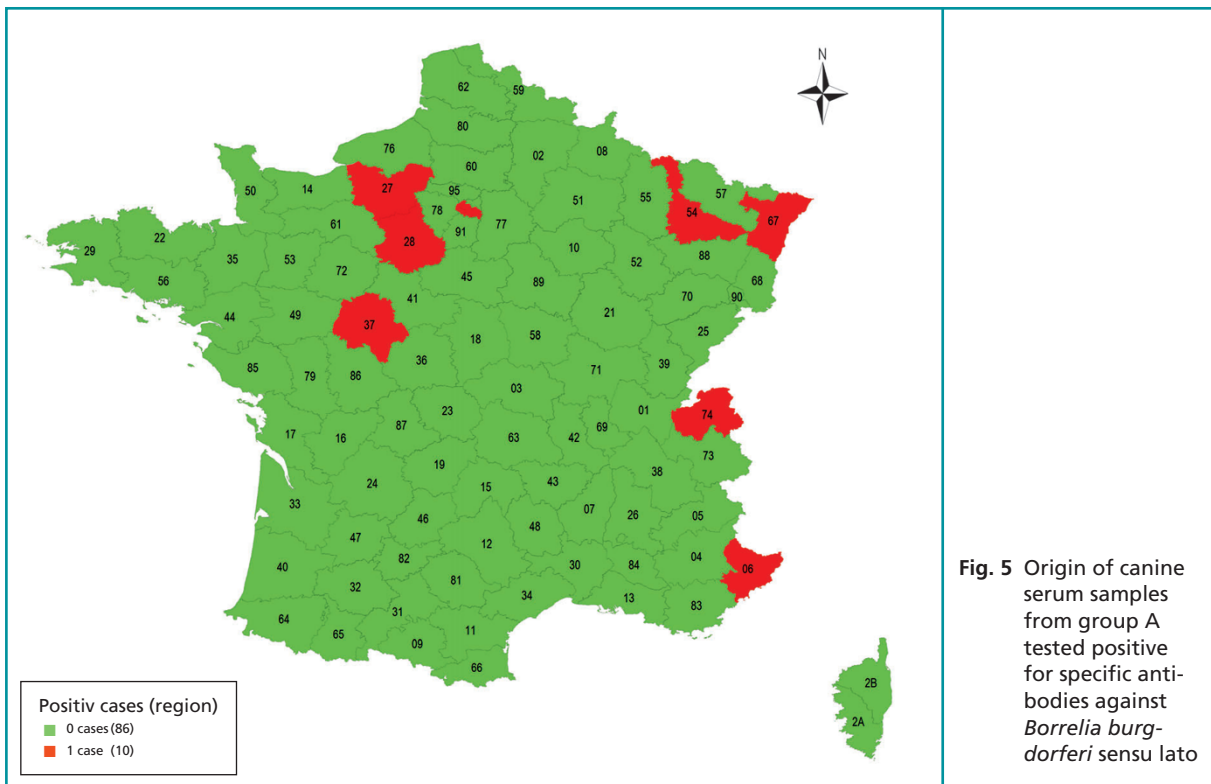 N
62 59
80
76 02 08
60
50 14 27 95 57
55 67
78 51 54
61 77
91
22 28
29 10 88
35 53 52
56 72 68
45 89 70 90
41
44 49 21
37 25
18 58
36 39
85 79 86 71
03
23 01 74
87 69
17 16 63 42
73
19 38
24 15 43
33 07 26 05
46 48
47 12 04 06
82 30 84
40 81
32 34 13
31 83
64 65 11
09
66
2B
2A
Positiv cases (region)
0 cases (86)
1 case (10)
Fig. 5 Origin of canine
serum samples
from group A
tested positive
for specific anti-
bodies against
Borrelia burg-
dorferi sensu lato